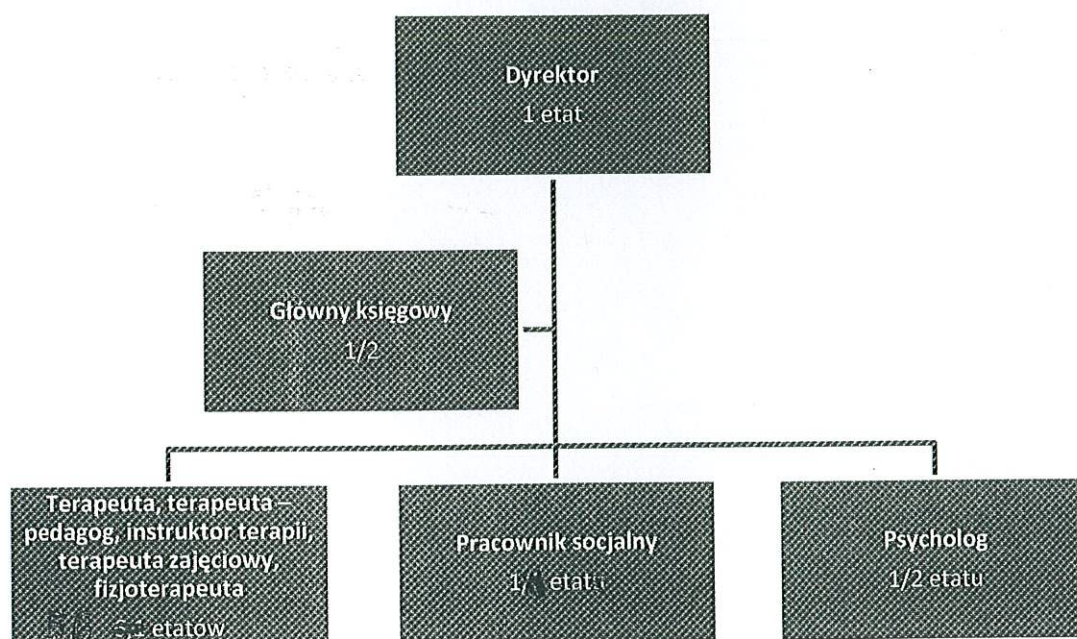 Dyrektor
1 etat
Główny księgowy
1/2
Terapeuta, terapeuta –
pedagog, instruktor terapii,
terapeuta zajęciowy,
fizjoterapeuta
etatów
Pracownik socjalny
etatu
Psycholog
1/2 etatu